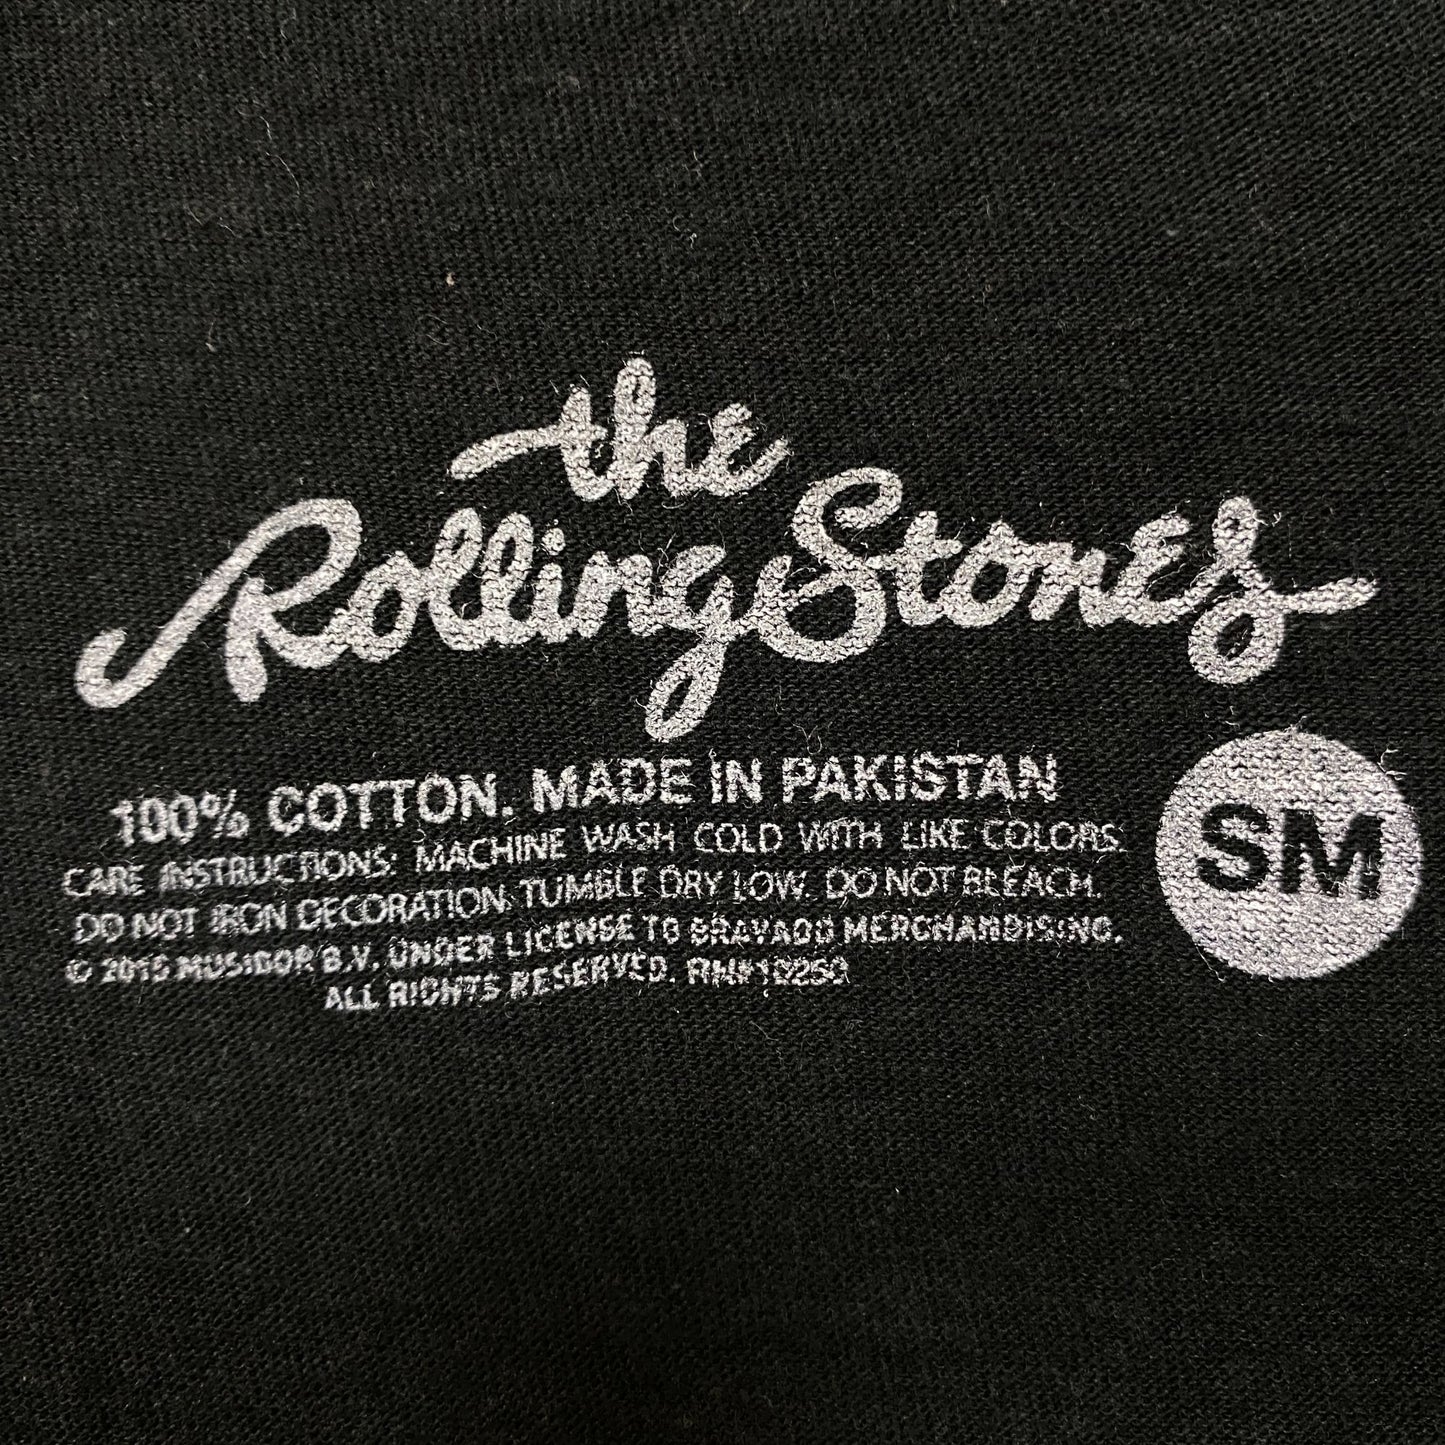 the
Rolling Stones
100% COTTON. MADE IN PAKISTAN
CARE INSTRUCTIONS: MACHINE WASH COLD WITH LIKE COLORS.
DO NOT IRON DECORATION. TUMBLE DRY LOW. DO NOT BLEACH.
© MUSIDOR B.V. UNDER LICENSE TO BRAVADO MERCHANDISING.
ALL RIGHTS RESERVED.
SM